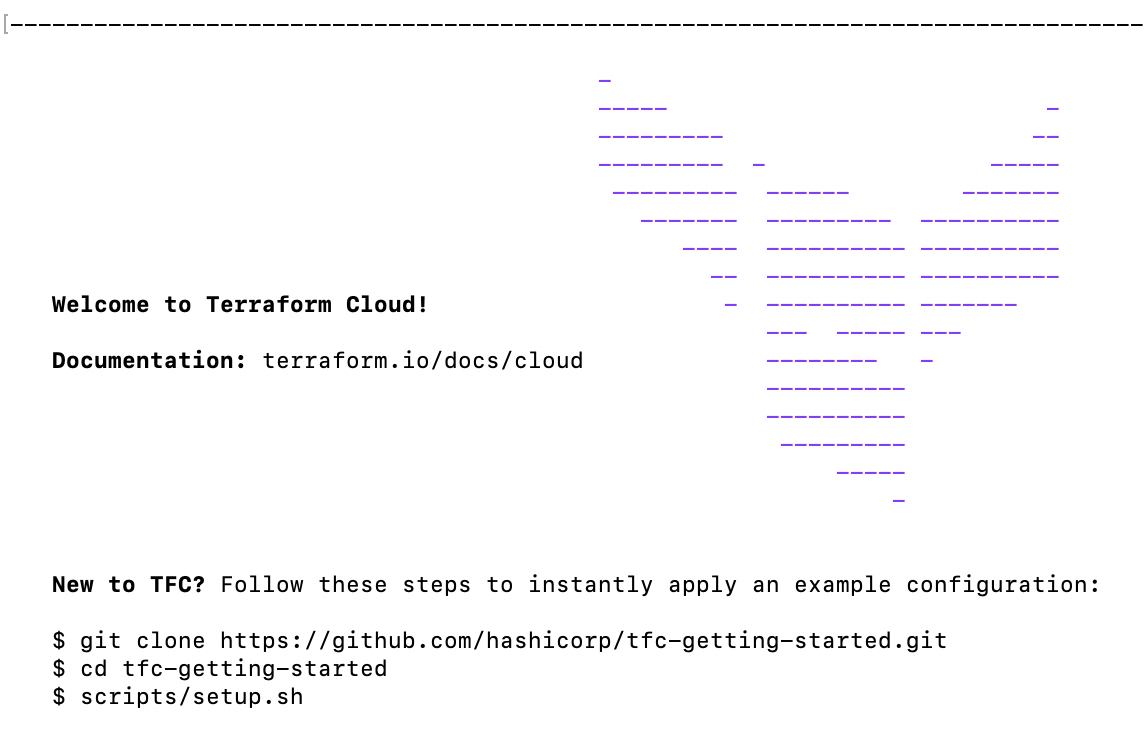 Welcome to Terraform Cloud!
Documentation: terraform.io/docs/cloud
New to TFC? Follow these steps to instantly apply an example configuration:
$ git clone https://github.com/hashicorp/tfc-getting-started.git
$ cd tfc-getting-started
$ scripts/setup.sh